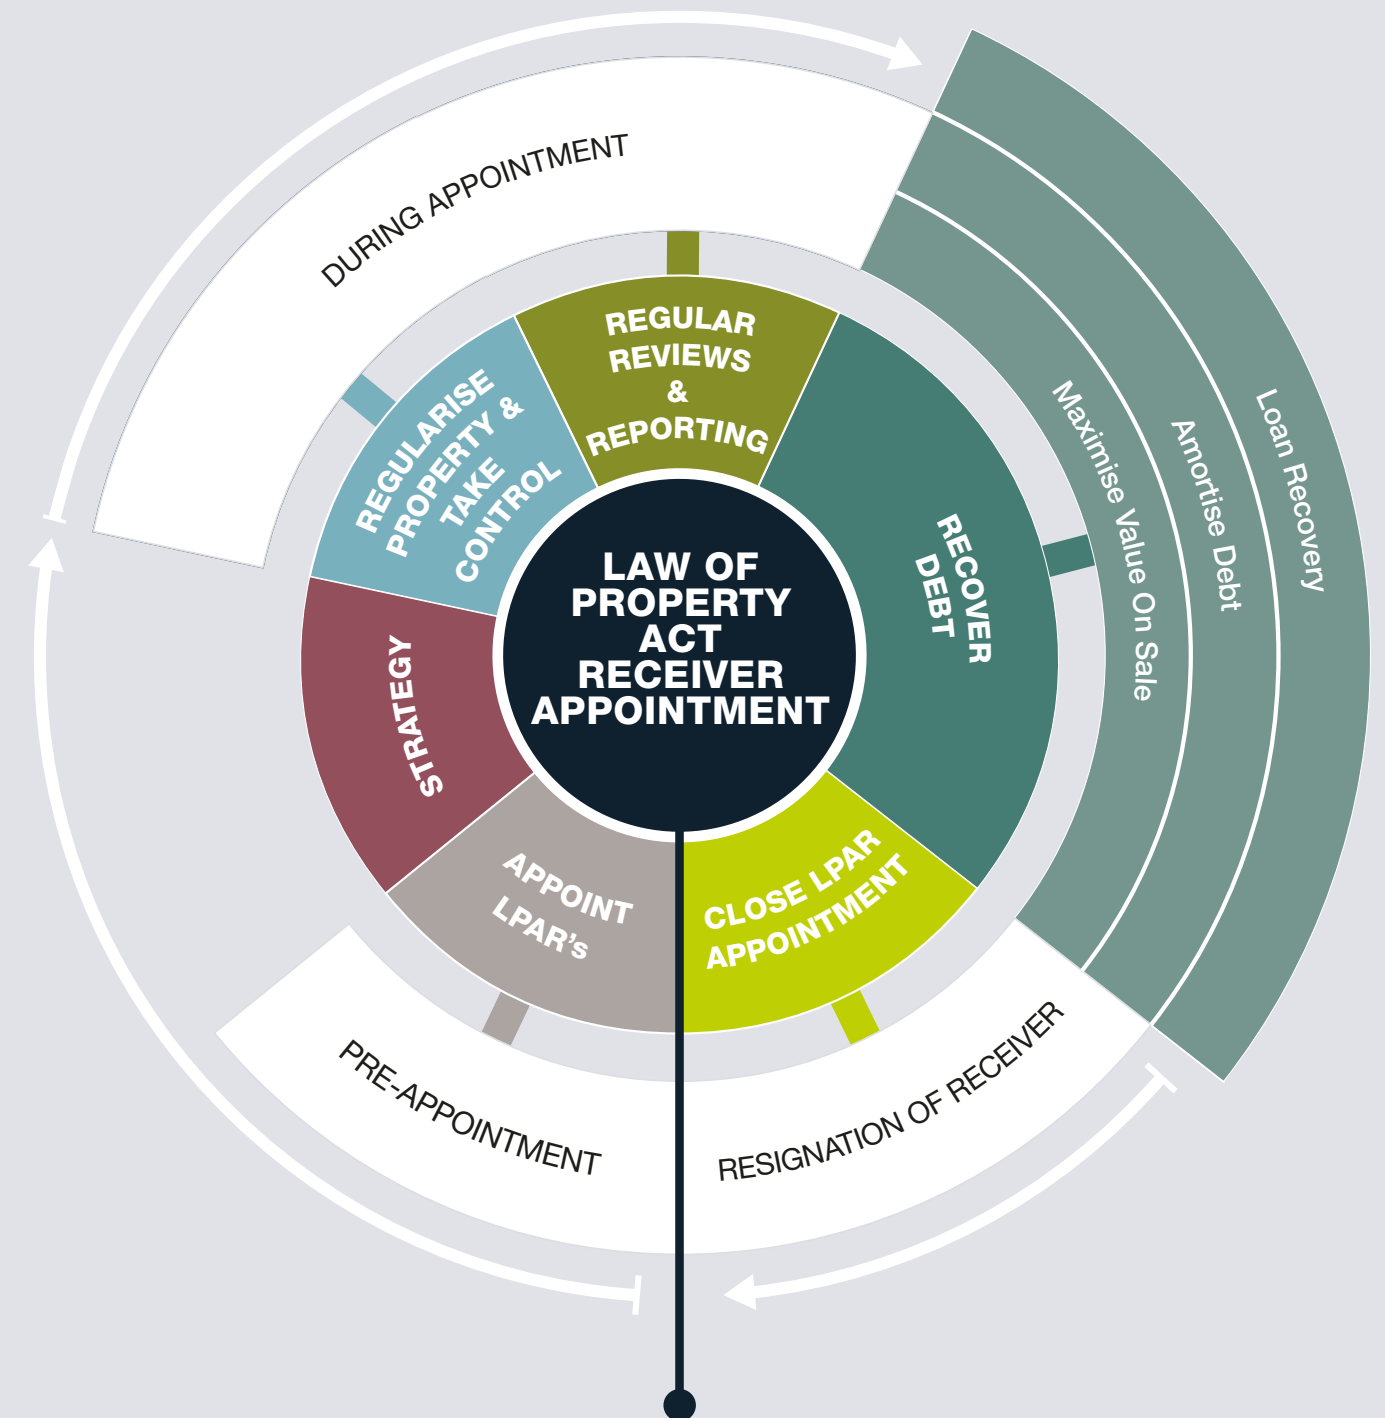 LAW OF
PROPERTY
ACT
RECEIVER
APPOINTMENT
APPOINT
LPAR's
STRATEGY
REGULARISE
PROPERTY &
TAKE
CONTROL
REGULAR
REVIEWS
&
REPORTING
RECOVER
DEBT
CLOSE LPAR
APPOINTMENT
PRE-APPOINTMENT
DURING APPOINTMENT
Maximise Value On Sale
Amortise Debt
Loan Recovery
RESIGNATION OF RECEIVER